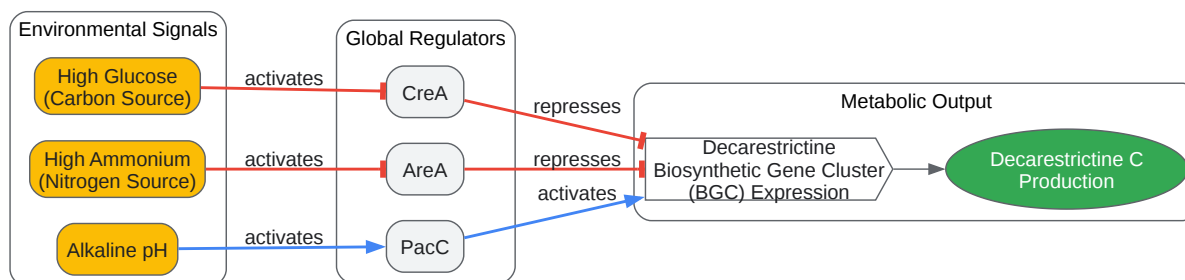 Environmental Signals
High Glucose
(Carbon Source)
High Ammonium
(Nitrogen Source)
Alkaline pH
activates
activates
activates
Global Regulators
CreA
AreA
PacC
represses
represses
activates
Metabolic Output
Decarestrictine
Biosynthetic Gene Cluster
(BGC) Expression
Decarestrictine C
Production